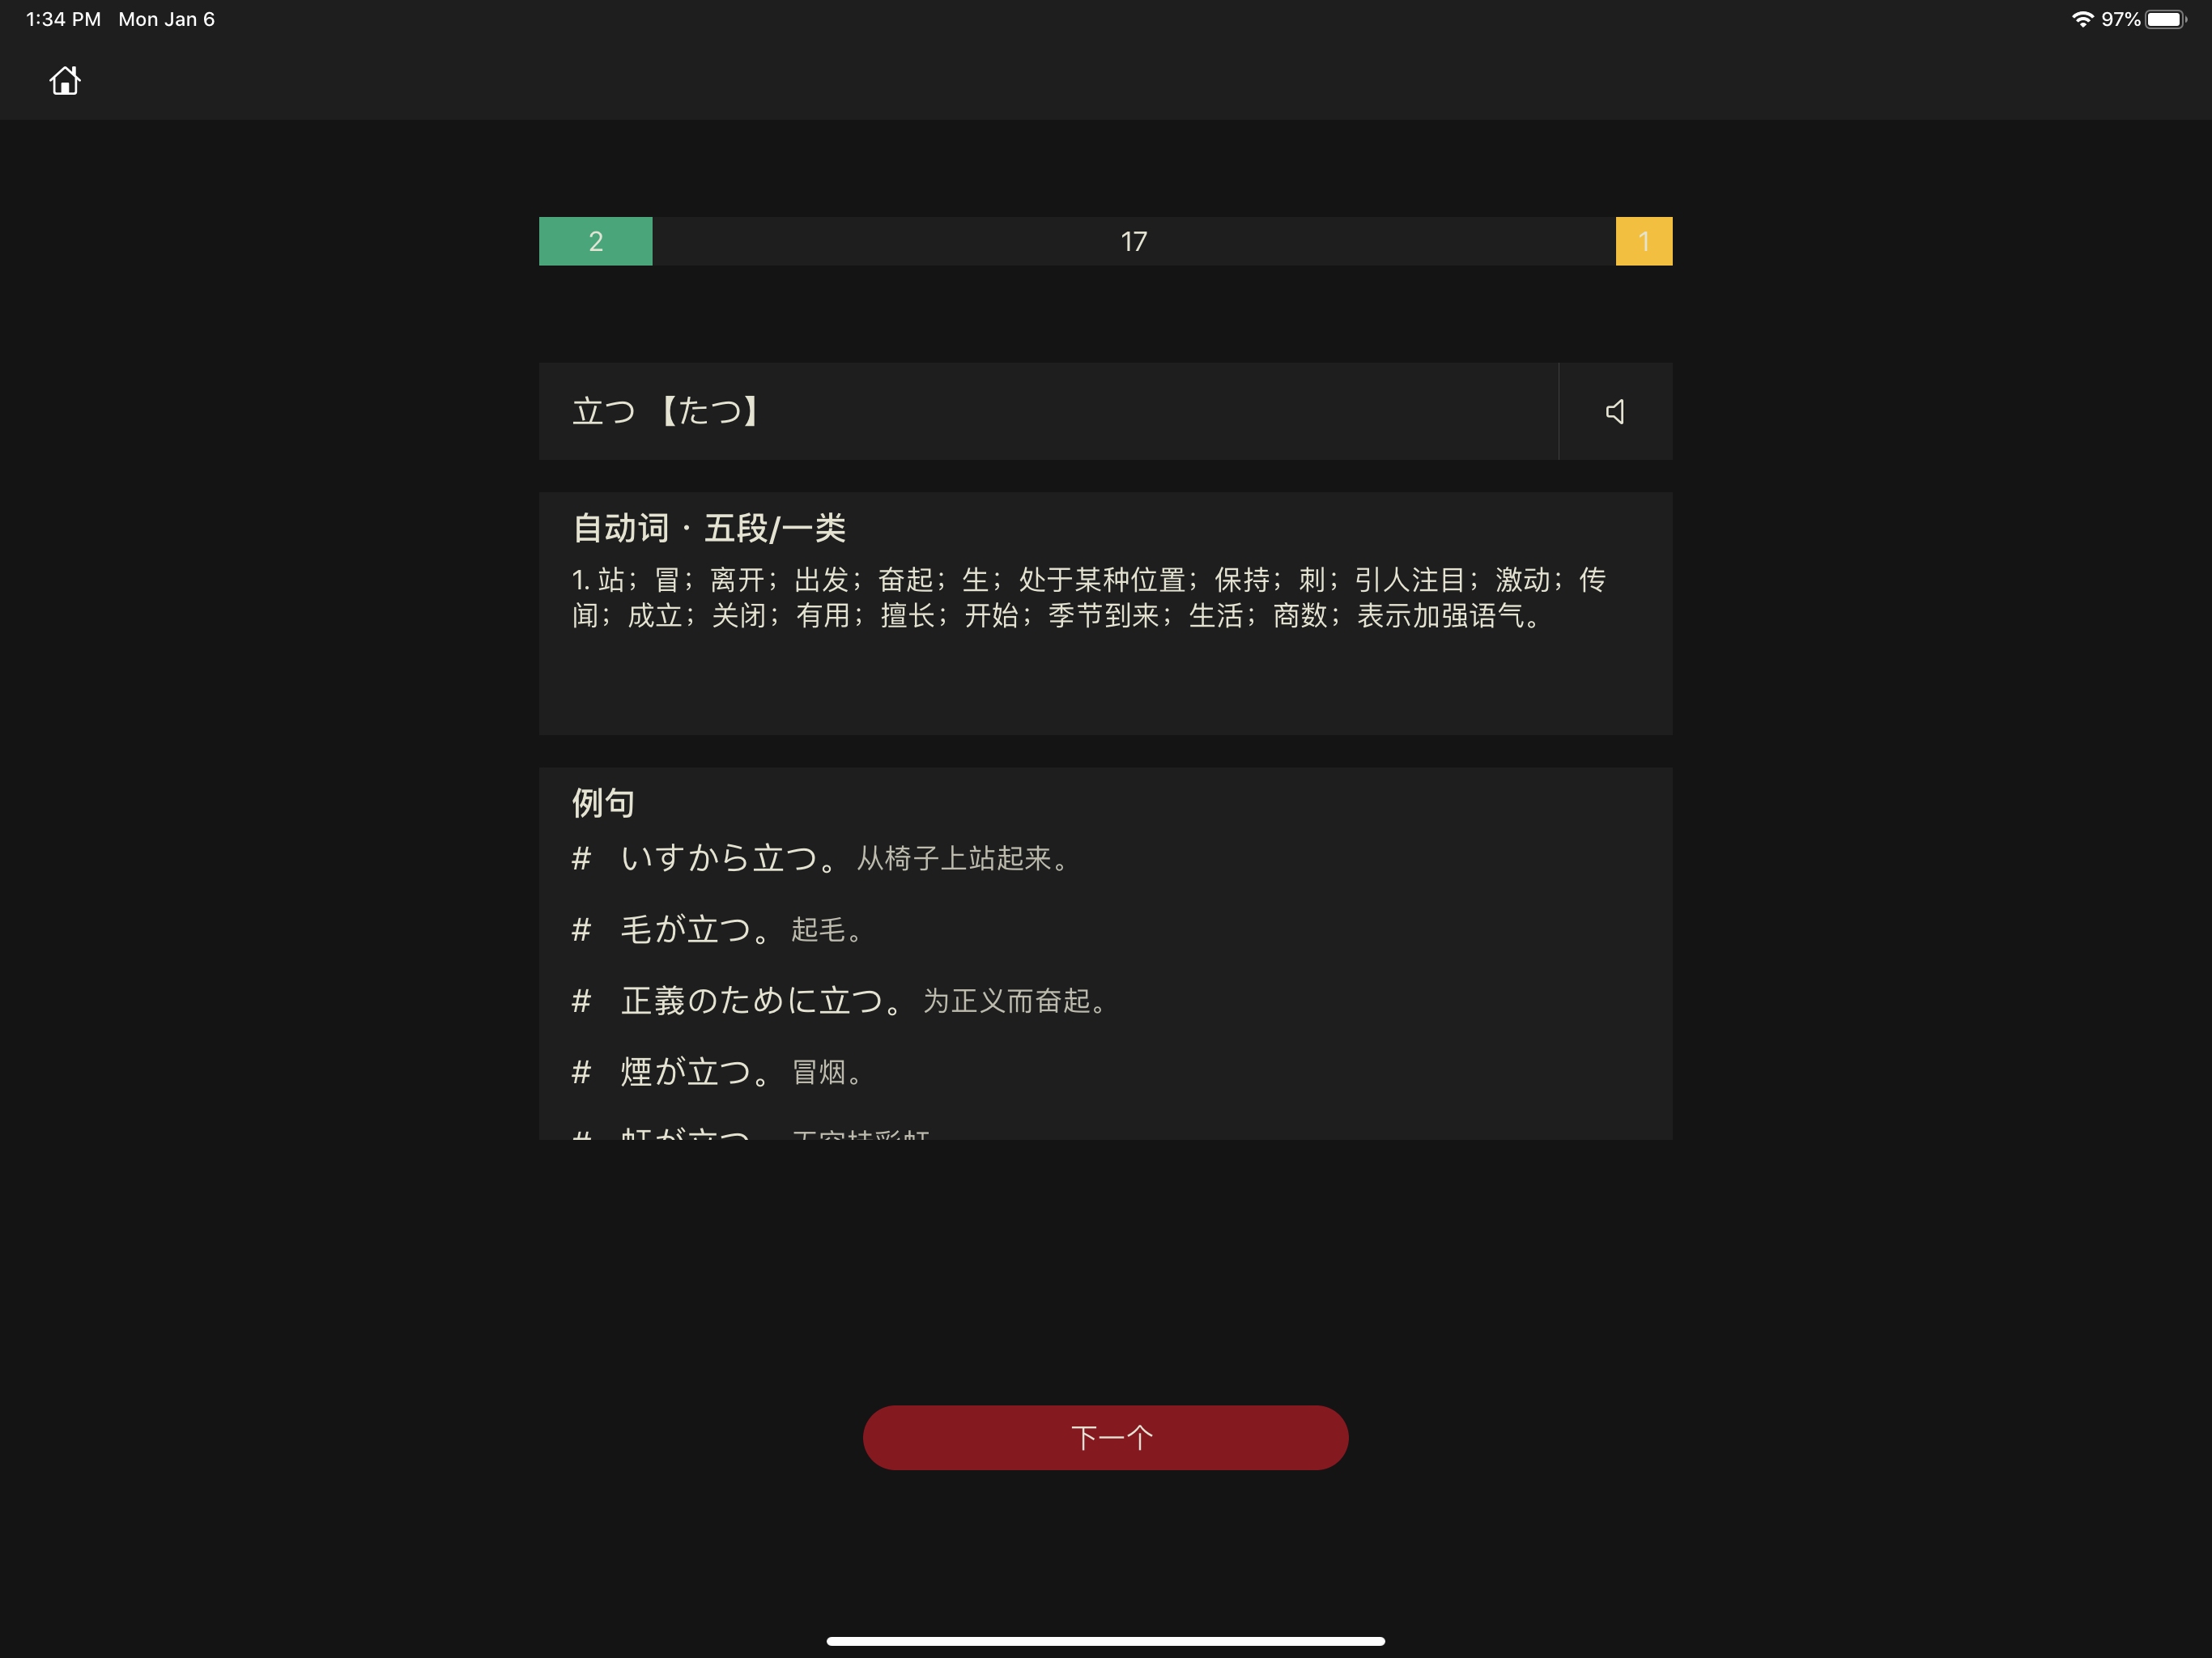 1:34 PM Mon Jan 6 97%
2 17 1
立つ 【たつ】
自动词 · 五段/一类
1. 站；冒；离开；出发；奋起；生；处于某种位置；保持；刺；引人注目；激动；传
闻；成立；关闭；有用；擅长；开始；季节到来；生活；商数；表示加强语气。
例句
# いすから立つ。 从椅子上站起来。
# 毛が立つ。 起毛。
# 正義のために立つ。 为正义而奋起。
# 煙が立つ。 冒烟。
# 虹が立つ。
下一个